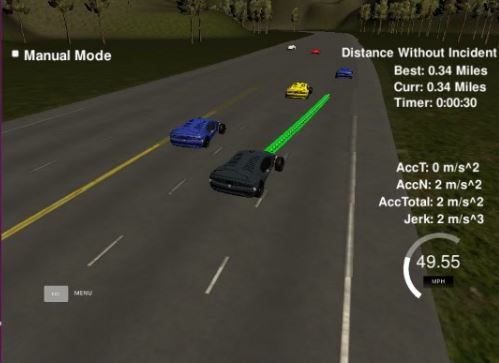 Manual Mode
Distance Without Incident
Best: 0.34 Miles
Curr: 0.34 Miles
Timer: 0:00:30
AccT: 0 m/s^2
AccN: 2 m/s^2
AccTotal: 2 m/s^2
Jerk: 2 m/s^3
49.55
MPH
MENU